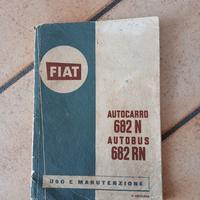 FIAT
AUTOCARRO
682 N
AUTOBUS
682 RN
USO E MANUTENZIONE